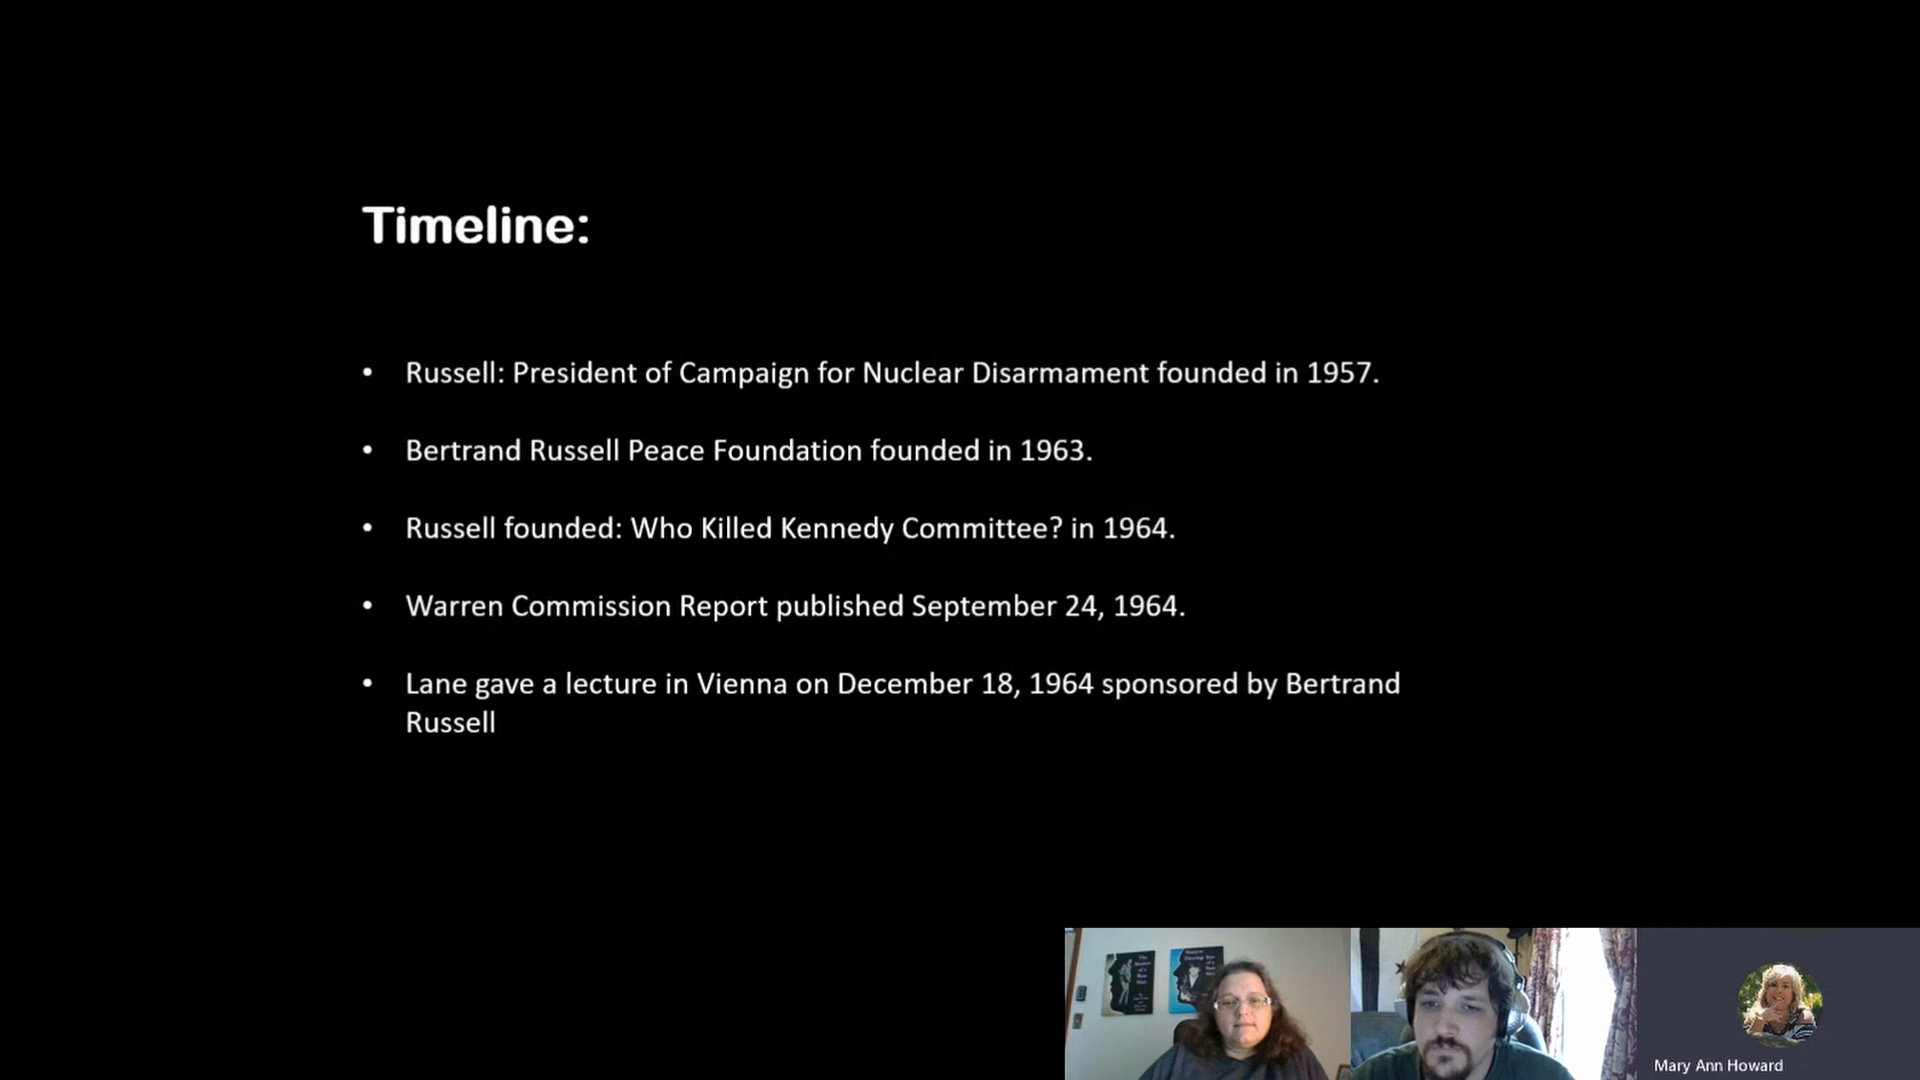 Timeline:
• Russell: President of Campaign for Nuclear Disarmament founded in 1957.
• Bertrand Russell Peace Foundation founded in 1963.
• Russell founded: Who Killed Kennedy Committee? in 1964.
• Warren Commission Report published September 24, 1964.
• Lane gave a lecture in Vienna on December 18, 1964 sponsored by Bertrand
Russell
Mary Ann Howard